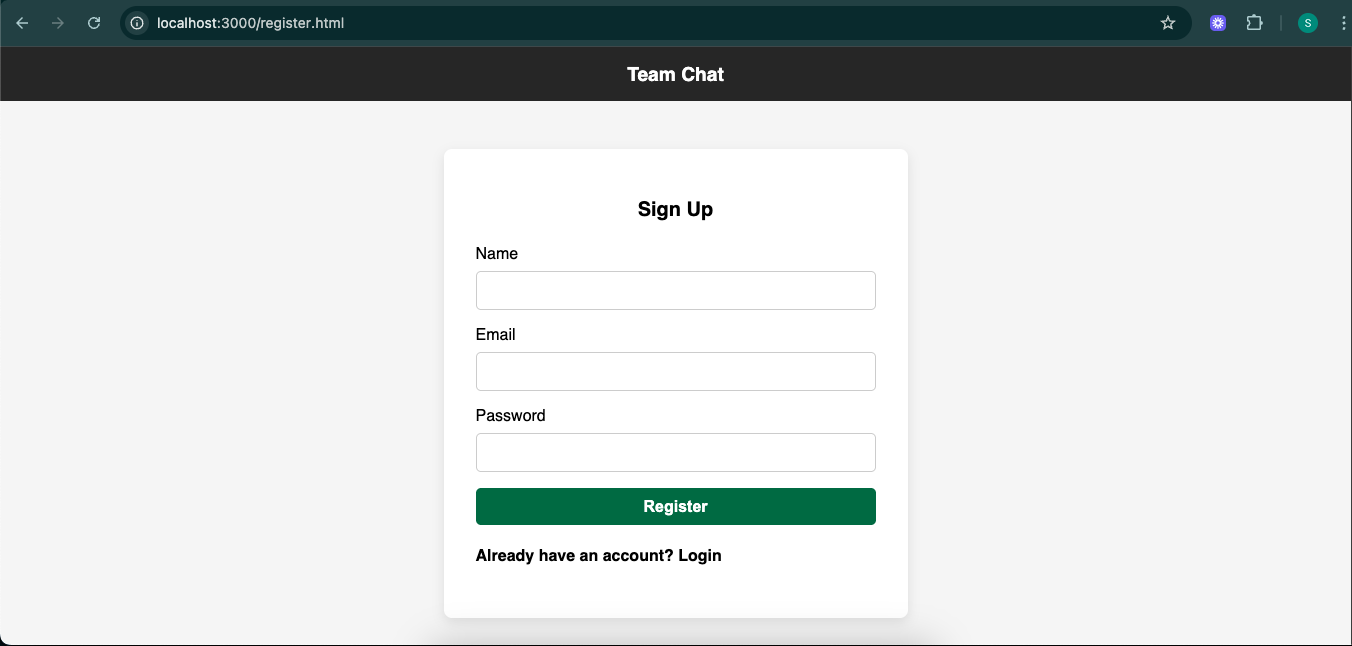 localhost:3000/register.html
S
Team Chat
Sign Up
Name
Email
Password
Register
Already have an account? Login